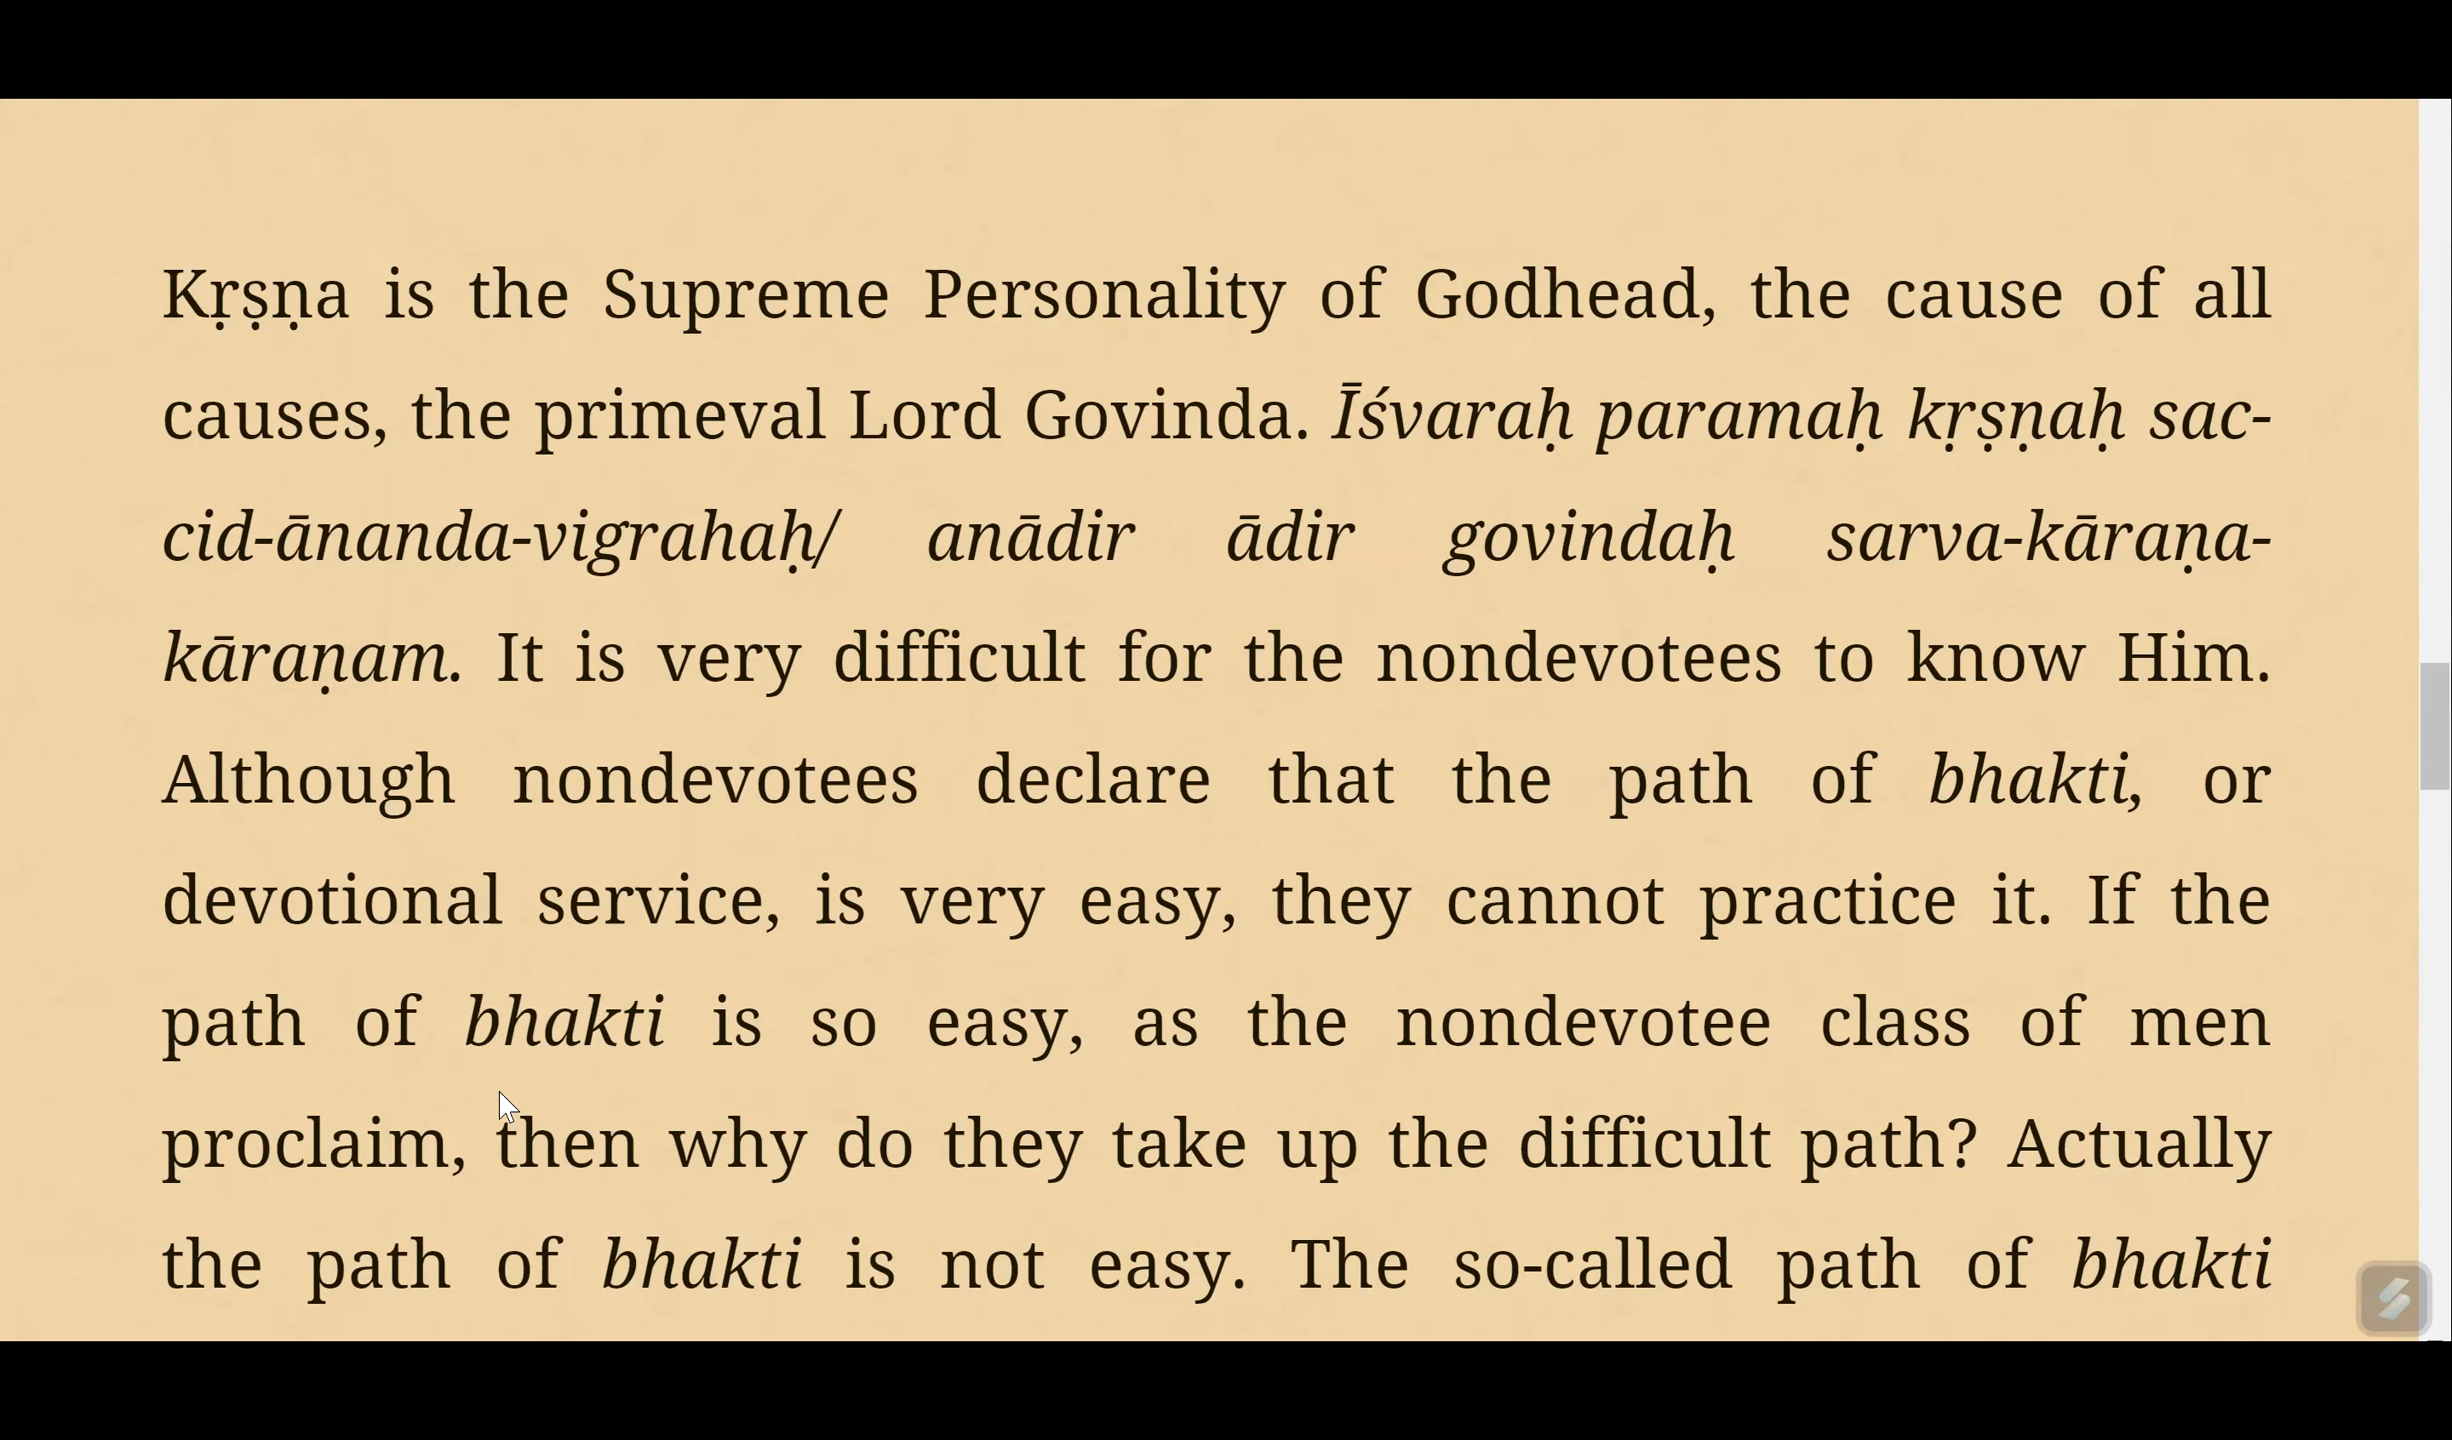 Kṛṣṇa is the Supreme Personality of Godhead, the cause of all
causes, the primeval Lord Govinda. Īśvaraḥ paramaḥ kṛṣṇaḥ sac-
cid-ānanda-vigrahaḥ/ anādir ādir govindaḥ sarva-kāraṇa-
kāraṇam. It is very difficult for the nondevotees to know Him.
Although nondevotees declare that the path of bhakti, or
devotional service, is very easy, they cannot practice it. If the
path of bhakti is so easy, as the nondevotee class of men
proclaim, then why do they take up the difficult path? Actually
the path of bhakti is not easy. The so-called path of bhakti